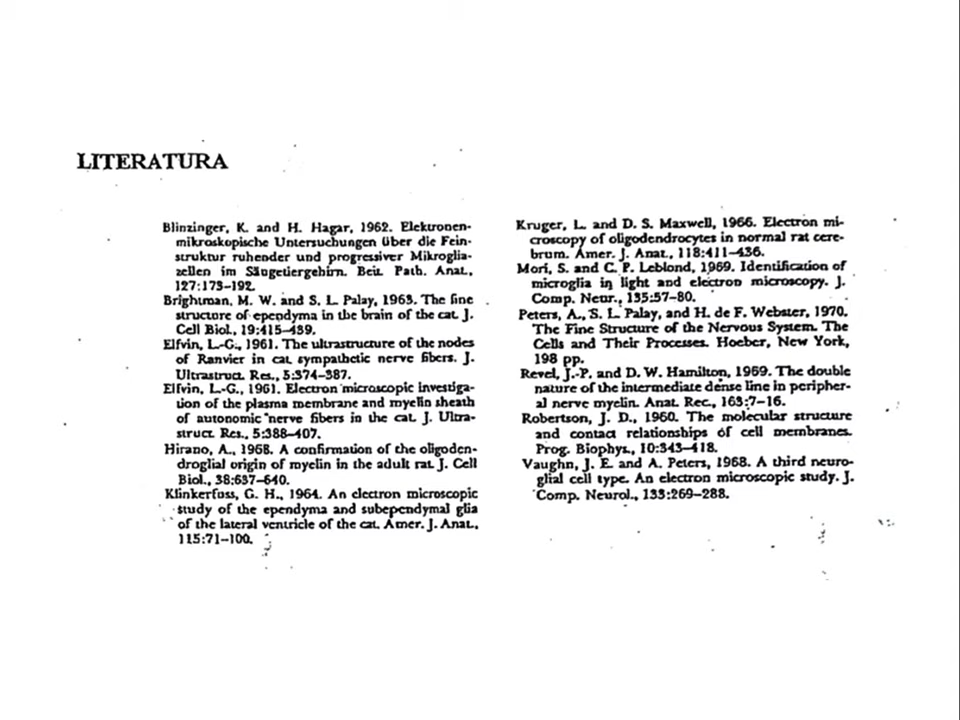 LITERATURA
Blinzinger, K. and H. Hagar, 1962. Elektronen-
mikroskopische Untersuchungen über die Fein-
struktur ruhender und progressiver Mikroglia-
zellen im Säugetiergehirn. Beit. Path. Anat.,
127:173–192.
Brightman, M. W. and S. L. Palay, 1963. The fine
structure of ependyma in the brain of the cat. J.
Cell Biol., 19:415–439.
Elfvin, L.-G., 1961. The ultrastructure of the nodes
of Ranvier in cat sympathetic nerve fibers. J.
Ultrastruct. Res., 5:374–387.
Elfvin, L.-G., 1961. Electron microscopic investiga-
tion of the plasma membrane and myelin sheath
of autonomic nerve fibers in the cat. J. Ultra-
struct. Res., 5:388–407.
Hirano, A., 1968. A confirmation of the oligoden-
droglial origin of myelin in the adult rat. J. Cell
Biol., 38:637–640.
Klinkerfuss, G. H., 1964. An electron microscopic
study of the ependyma and subependymal glia
of the lateral ventricle of the cat. Amer. J. Anat.,
115:71–100.
Kruger, L. and D. S. Maxwell, 1966. Electron mi-
croscopy of oligodendrocytes in normal rat cere-
brum. Amer. J. Anat., 118:411–436.
Mori, S. and C. P. Leblond, 1969. Identification of
microglia in light and electron microscopy. J.
Comp. Neur., 135:57–80.
Peters, A., S. L. Palay, and H. de F. Webster, 1970.
The Fine Structure of the Nervous System. The
Cells and Their Processes. Hoeber, New York,
198 pp.
Revel, J.-P. and D. W. Hamilton, 1969. The double
nature of the intermediate dense line in peripher-
al nerve myelin. Anat. Rec., 163:7–16.
Robertson, J. D., 1960. The molecular structure
and contact relationships of cell membranes.
Prog. Biophys., 10:343–418.
Vaughn, J. E. and A. Peters, 1968. A third neuro-
glial cell type. An electron microscopic study. J.
Comp. Neurol., 133:269–288.